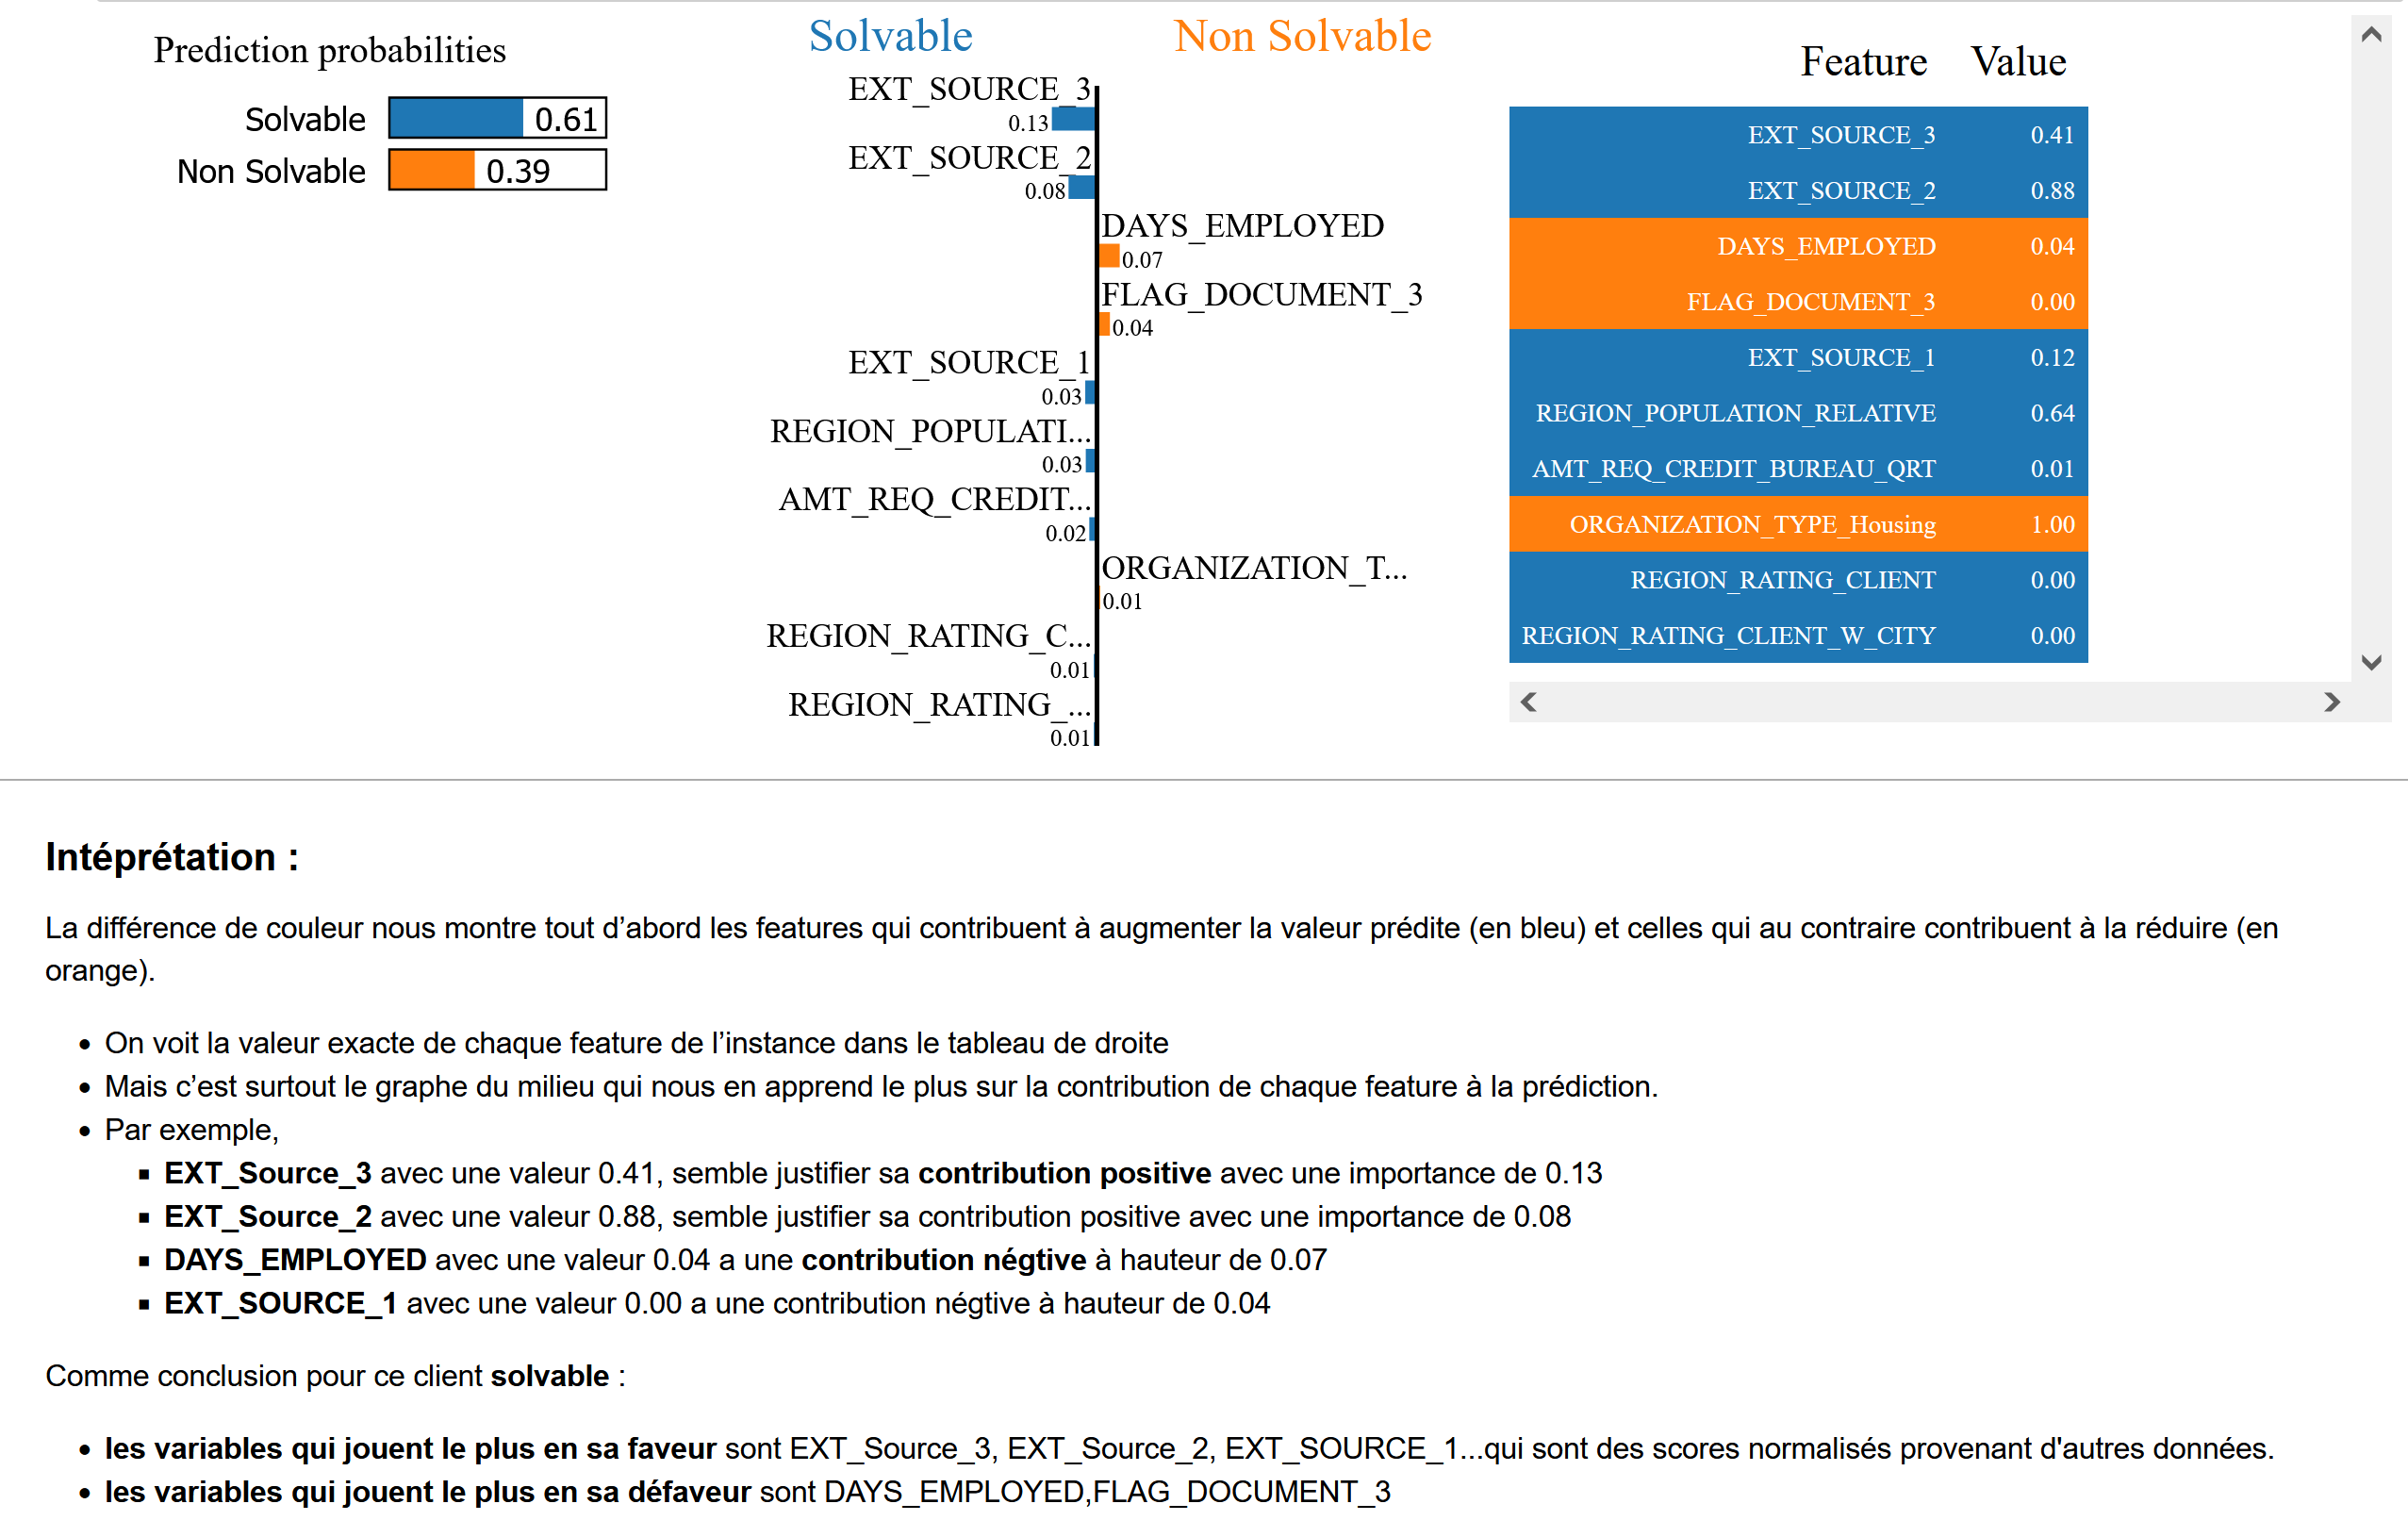 Prediction probabilities
Solvable 0.61
Non Solvable 0.39
Solvable Non Solvable
EXT_SOURCE_3
0.13
EXT_SOURCE_2
0.08
DAYS_EMPLOYED
0.07
FLAG_DOCUMENT_3
0.04
EXT_SOURCE_1
0.03
REGION_POPULATI...
0.03
AMT_REQ_CREDIT...
0.02
ORGANIZATION_T...
0.01
REGION_RATING_C...
0.01
REGION_RATING_...
0.01
Feature Value
EXT_SOURCE_3 0.41
EXT_SOURCE_2 0.88
DAYS_EMPLOYED 0.04
FLAG_DOCUMENT_3 0.00
EXT_SOURCE_1 0.12
REGION_POPULATION_RELATIVE 0.64
AMT_REQ_CREDIT_BUREAU_QRT 0.01
ORGANIZATION_TYPE_Housing 1.00
REGION_RATING_CLIENT 0.00
REGION_RATING_CLIENT_W_CITY 0.00
Intéprétation :
La différence de couleur nous montre tout d’abord les features qui contribuent à augmenter la valeur prédite (en bleu) et celles qui au contraire contribuent à la réduire (en
orange).
• On voit la valeur exacte de chaque feature de l’instance dans le tableau de droite
• Mais c’est surtout le graphe du milieu qui nous en apprend le plus sur la contribution de chaque feature à la prédiction.
• Par exemple,
▪ EXT_Source_3 avec une valeur 0.41, semble justifier sa contribution positive avec une importance de 0.13
▪ EXT_Source_2 avec une valeur 0.88, semble justifier sa contribution positive avec une importance de 0.08
▪ DAYS_EMPLOYED avec une valeur 0.04 a une contribution négtive à hauteur de 0.07
▪ EXT_SOURCE_1 avec une valeur 0.00 a une contribution négtive à hauteur de 0.04
Comme conclusion pour ce client solvable :
• les variables qui jouent le plus en sa faveur sont EXT_Source_3, EXT_Source_2, EXT_SOURCE_1...qui sont des scores normalisés provenant d'autres données.
• les variables qui jouent le plus en sa défaveur sont DAYS_EMPLOYED,FLAG_DOCUMENT_3